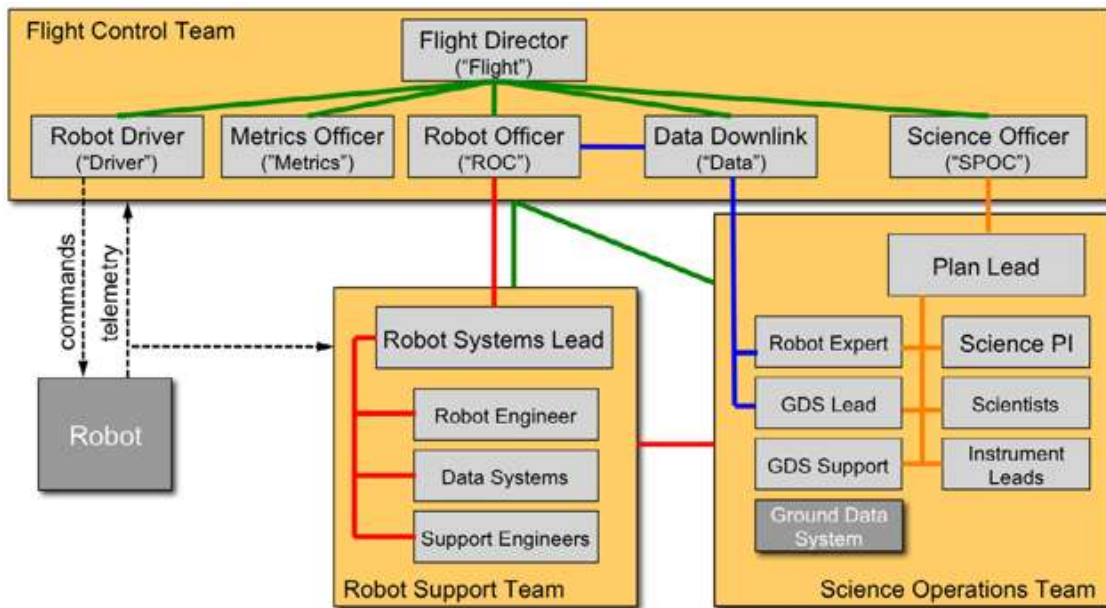 Flight Control Team
Flight Director
(“Flight”)
Robot Driver
(“Driver”)
Metrics Officer
(”Metrics”)
Robot Officer
(“ROC”)
Data Downlink
(“Data”)
Science Officer
(“SPOC”)
commands
telemetry
Robot
Robot Systems Lead
Robot Engineer
Data Systems
Support Engineers
Robot Support Team
Plan Lead
Robot Expert
Science PI
GDS Lead
Scientists
GDS Support
Instrument
Leads
Ground Data
System
Science Operations Team